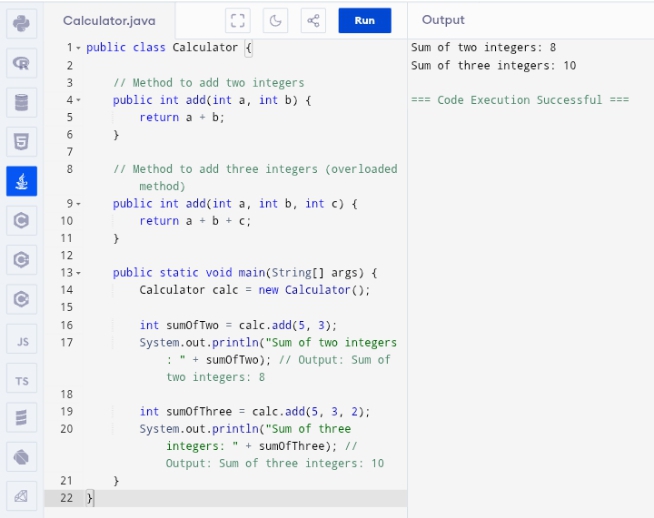 Calculator.java
Run
Output
1 public class Calculator {
2
3 // Method to add two integers
4 public int add(int a, int b) {
5 return a + b;
6 }
7
8 // Method to add three integers (overloaded
method)
9 public int add(int a, int b, int c) {
10 return a + b + c;
11 }
12
13 public static void main(String[] args) {
14 Calculator calc = new Calculator();
15
16 int sumOfTwo = calc.add(5, 3);
17 System.out.println("Sum of two integers
: " + sumOfTwo); // Output: Sum of
two integers: 8
18
19 int sumOfThree = calc.add(5, 3, 2);
20 System.out.println("Sum of three
integers: " + sumOfThree); //
Output: Sum of three integers: 10
21 }
22 }
Sum of two integers: 8
Sum of three integers: 10
=== Code Execution Successful ===
R
5
C
C
C
JS
TS